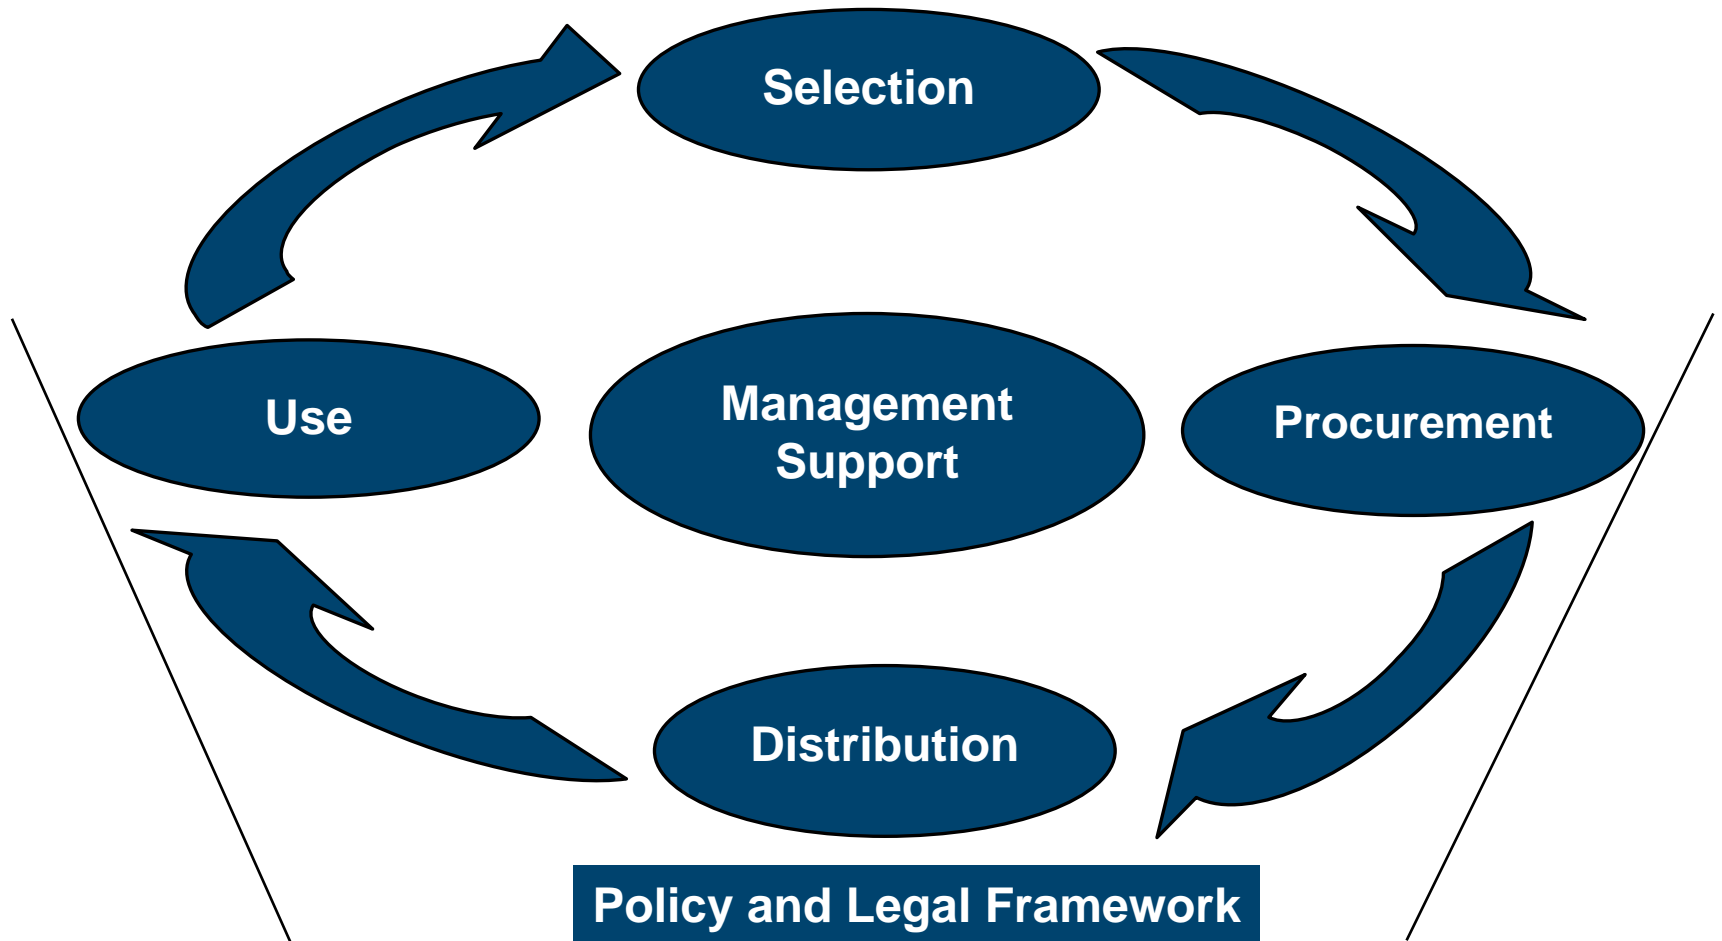 Selection
Use
Management
Support
Procurement
Distribution
Policy and Legal Framework